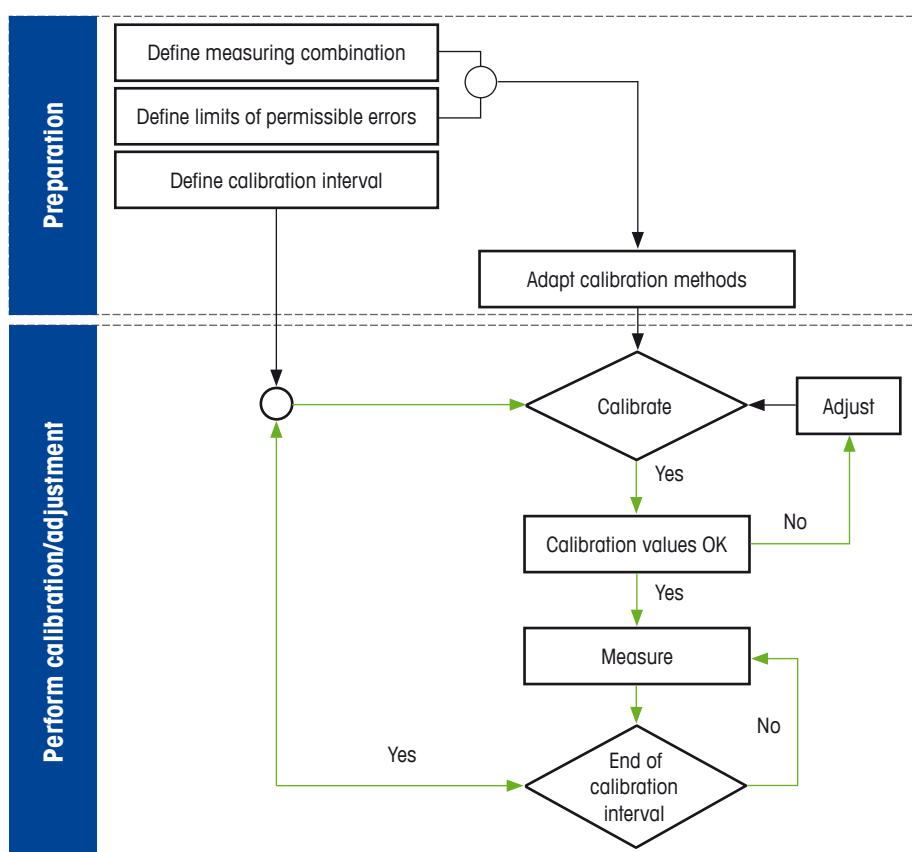 Preparation
Define measuring combination
Define limits of permissible errors
Define calibration interval
Adapt calibration methods
Perform calibration/adjustment
Calibrate
Adjust
Yes
No
Calibration values OK
Yes
Measure
No
Yes
End of
calibration
interval